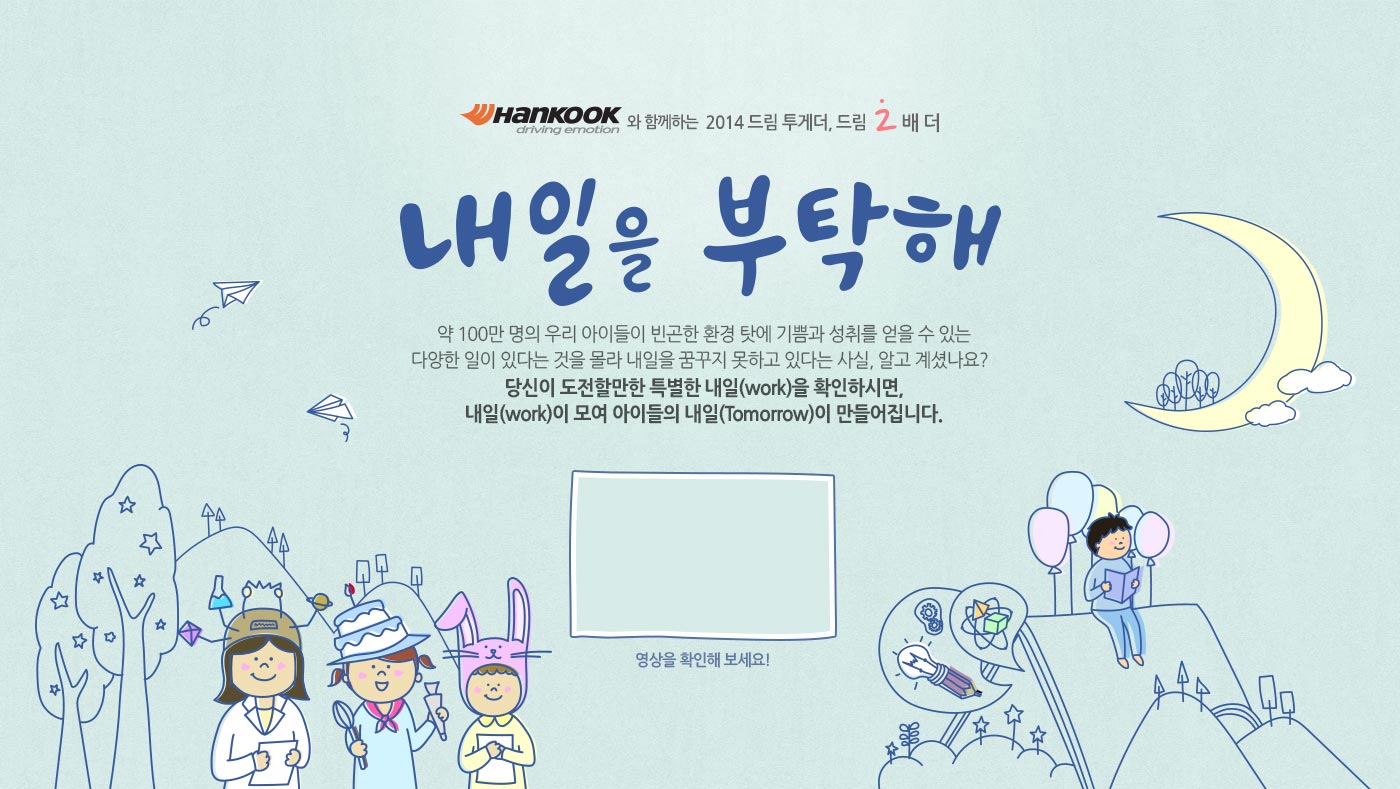 HANKOOK driving emotion 와 함께하는 2014 드림 투게더, 드림 2배 더
내일을 부탁해
약 100만 명의 우리 아이들이 빈곤한 환경 탓에 기쁨과 성취를 얻을 수 있는
다양한 일이 있다는 것을 몰라 내일을 꿈꾸지 못하고 있다는 사실, 알고 계셨나요?
당신이 도전할만한 특별한 내일(work)을 확인하시면,
내일(work)이 모여 아이들의 내일(Tomorrow)이 만들어집니다.
영상을 확인해 보세요!